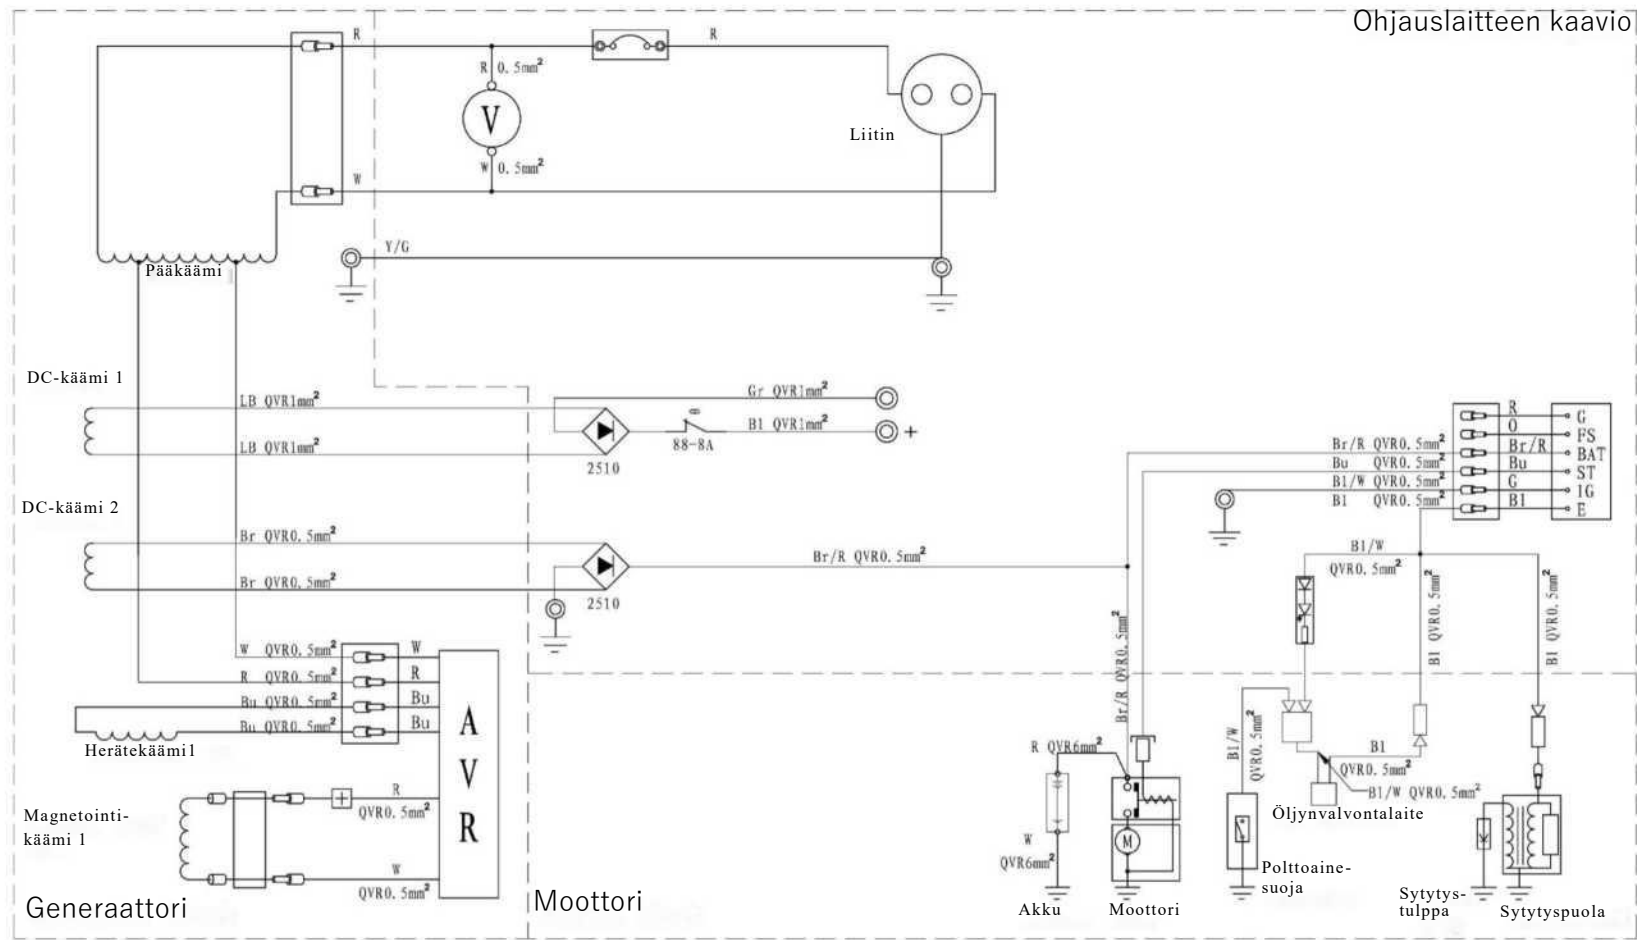 Ohjauslaitteen kaavio
R
R
R 0.5mm²
V
W 0.5mm²
W
Liitin
Y/G
Pääkäämi
DC-käämi 1
LB QVR1mm²
LB QVR1mm²
2510
θ
88-8A
Gr QVR1mm²
Bl QVR1mm²
+
DC-käämi 2
Br QVR0.5mm²
Br QVR0.5mm²
2510
Br/R QVR0.5mm²
Br/R QVR0.5mm²
Bu QVR0.5mm²
Bl/W QVR0.5mm²
Bl QVR0.5mm²
R G
O FS
Br/R BAT
Bu ST
G IG
Bl E
Bl/W
QVR0.5mm²
Bl QVR0.5mm²
Bl QVR0.5mm²
Br/R QVR0.5mm²
W QVR0.5mm² W
R QVR0.5mm² R
Bu QVR0.5mm² Bu
Bu QVR0.5mm² Bu
Herätekäämi1
A
V
R
Magnetointi-
käämi 1
R
QVR0.5mm²
W
QVR0.5mm²
Generaattori
Moottori
R QVR6mm²
W
QVR6mm²
Akku
M
Moottori
Bl/W
QVR0.5mm²
Bl
QVR0.5mm²
Bl/W QVR0.5mm²
Öljynvalvontalaite
Polttoaine-
suoja
Sytytys-
tulppa
Sytytyspuola